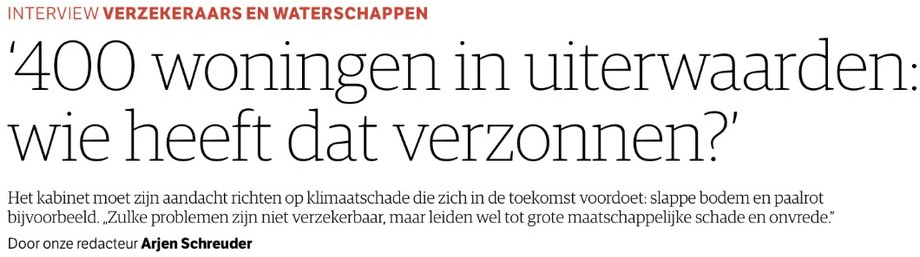 INTERVIEW VERZEKERAARS EN WATERSCHAPPEN
‘400 woningen in uiterwaarden:
wie heeft dat verzonnen?’
Het kabinet moet zijn aandacht richten op klimaatschade die zich in de toekomst voordoet: slappe bodem en paalrot
bijvoorbeeld. „Zulke problemen zijn niet verzekerbaar, maar leiden wel tot grote maatschappelijke schade en onvrede.”
Door onze redacteur Arjen Schreuder